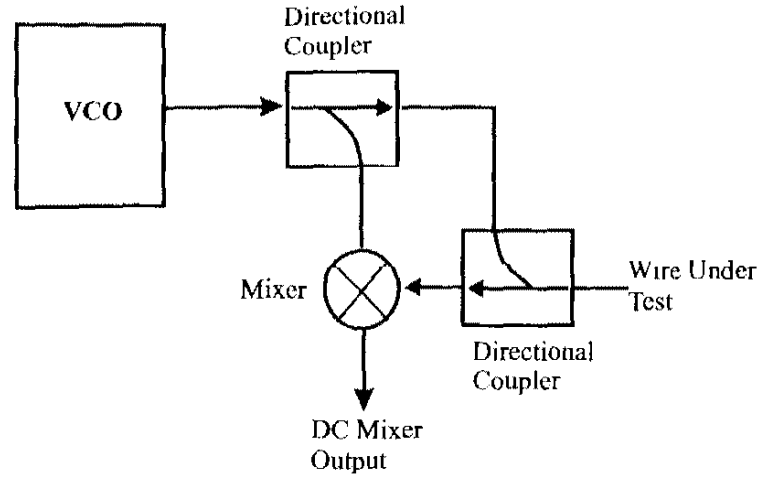 Directional
Coupler
VCO
Wire Under
Test
Mixer
Directional
Coupler
DC Mixer
Output